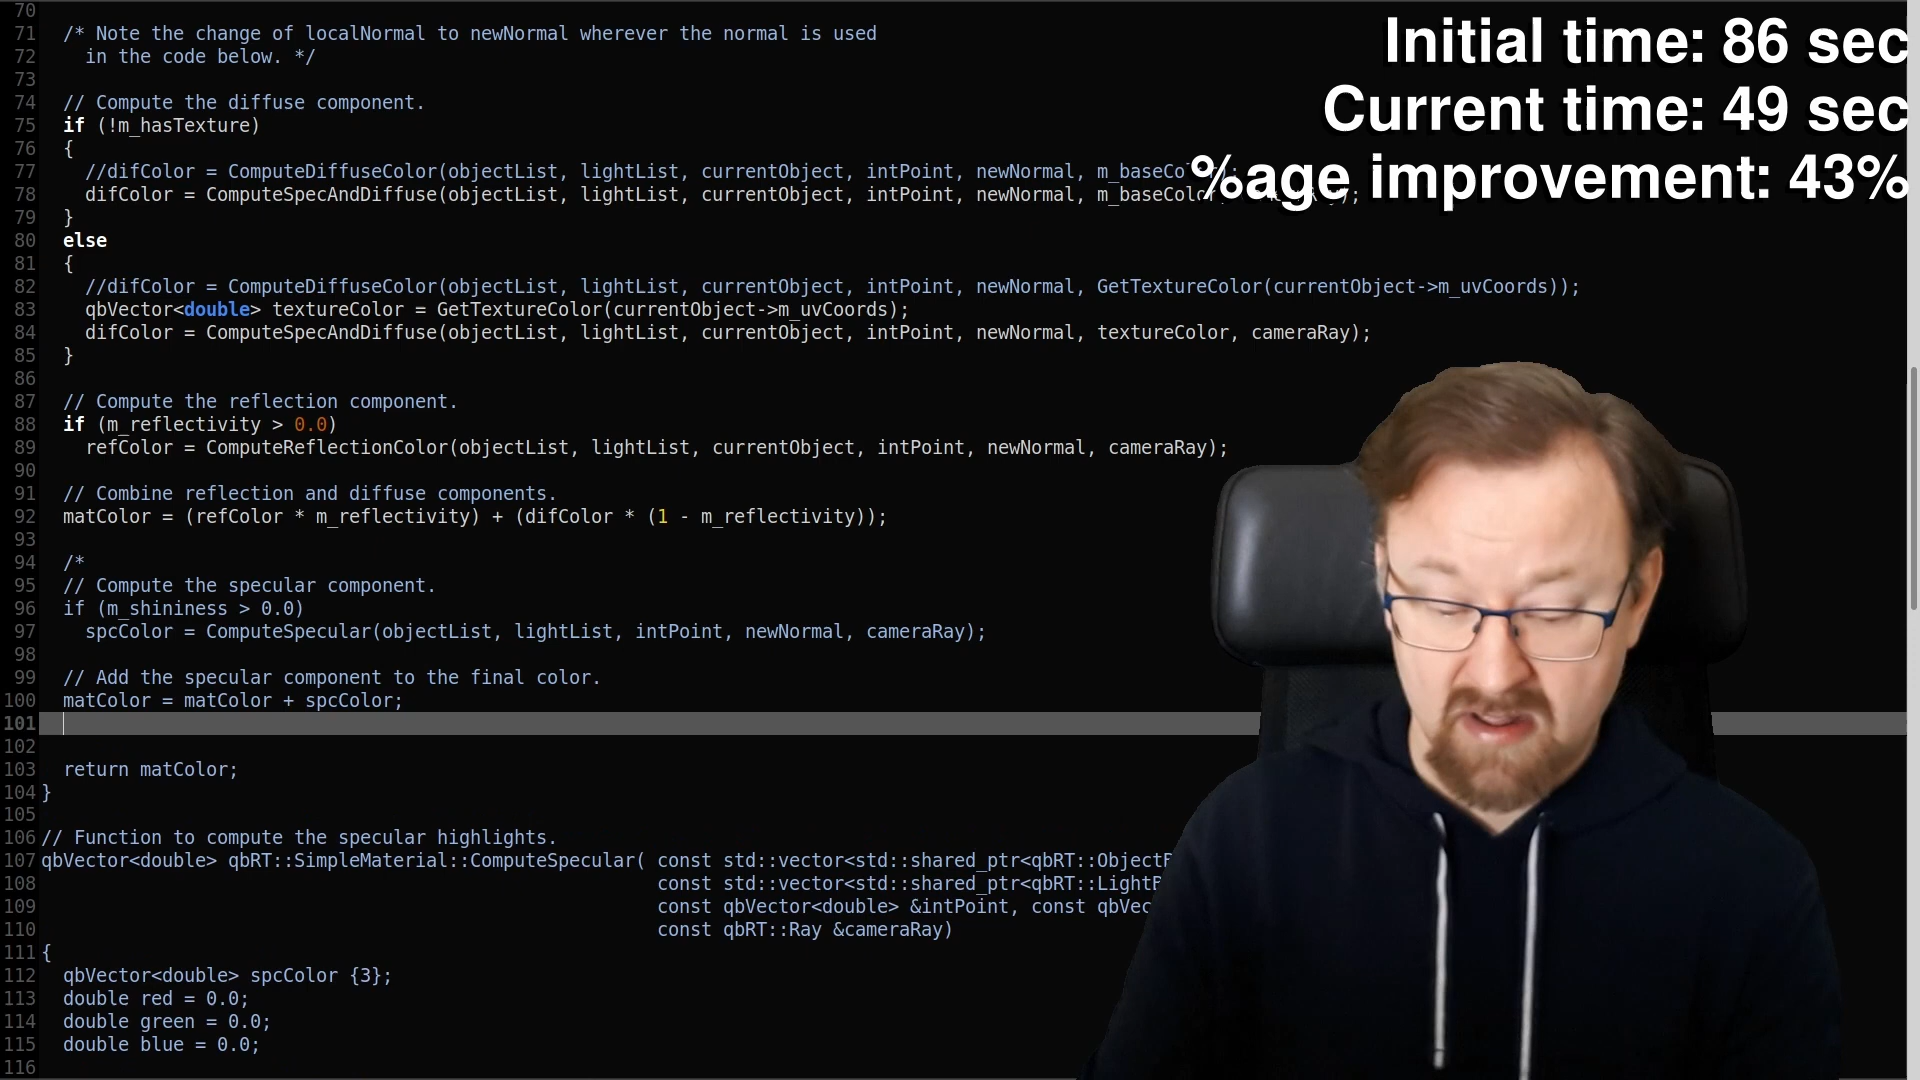 70
71 /* Note the change of localNormal to newNormal wherever the normal is used
72 in the code below. */
73
74 // Compute the diffuse component.
75 if (!m_hasTexture)
76 {
77 //difColor = ComputeDiffuseColor(objectList, lightList, currentObject, intPoint, newNormal, m_baseCo
78 difColor = ComputeSpecAndDiffuse(objectList, lightList, currentObject, intPoint, newNormal, m_baseColor
79 }
80 else
81 {
82 //difColor = ComputeDiffuseColor(objectList, lightList, currentObject, intPoint, newNormal, GetTextureColor(currentObject->m_uvCoords));
83 qbVector<double> textureColor = GetTextureColor(currentObject->m_uvCoords);
84 difColor = ComputeSpecAndDiffuse(objectList, lightList, currentObject, intPoint, newNormal, textureColor, cameraRay);
85 }
86
87 // Compute the reflection component.
88 if (m_reflectivity > 0.0)
89 refColor = ComputeReflectionColor(objectList, lightList, currentObject, intPoint, newNormal, cameraRay);
90
91 // Combine reflection and diffuse components.
92 matColor = (refColor * m_reflectivity) + (difColor * (1 - m_reflectivity));
93
94 /*
95 // Compute the specular component.
96 if (m_shininess > 0.0)
97 spcColor = ComputeSpecular(objectList, lightList, intPoint, newNormal, cameraRay);
98
99 // Add the specular component to the final color.
100 matColor = matColor + spcColor;
101
102
103 return matColor;
104 }
105
106 // Function to compute the specular highlights.
107 qbVector<double> qbRT::SimpleMaterial::ComputeSpecular( const std::vector<std::shared_ptr<qbRT::ObjectB
108 const std::vector<std::shared_ptr<qbRT::LightB
109 const qbVector<double> &intPoint, const qbVec
110 const qbRT::Ray &cameraRay)
111 {
112 qbVector<double> spcColor {3};
113 double red = 0.0;
114 double green = 0.0;
115 double blue = 0.0;
116
Initial time: 86 sec
Current time: 49 sec
%age improvement: 43%